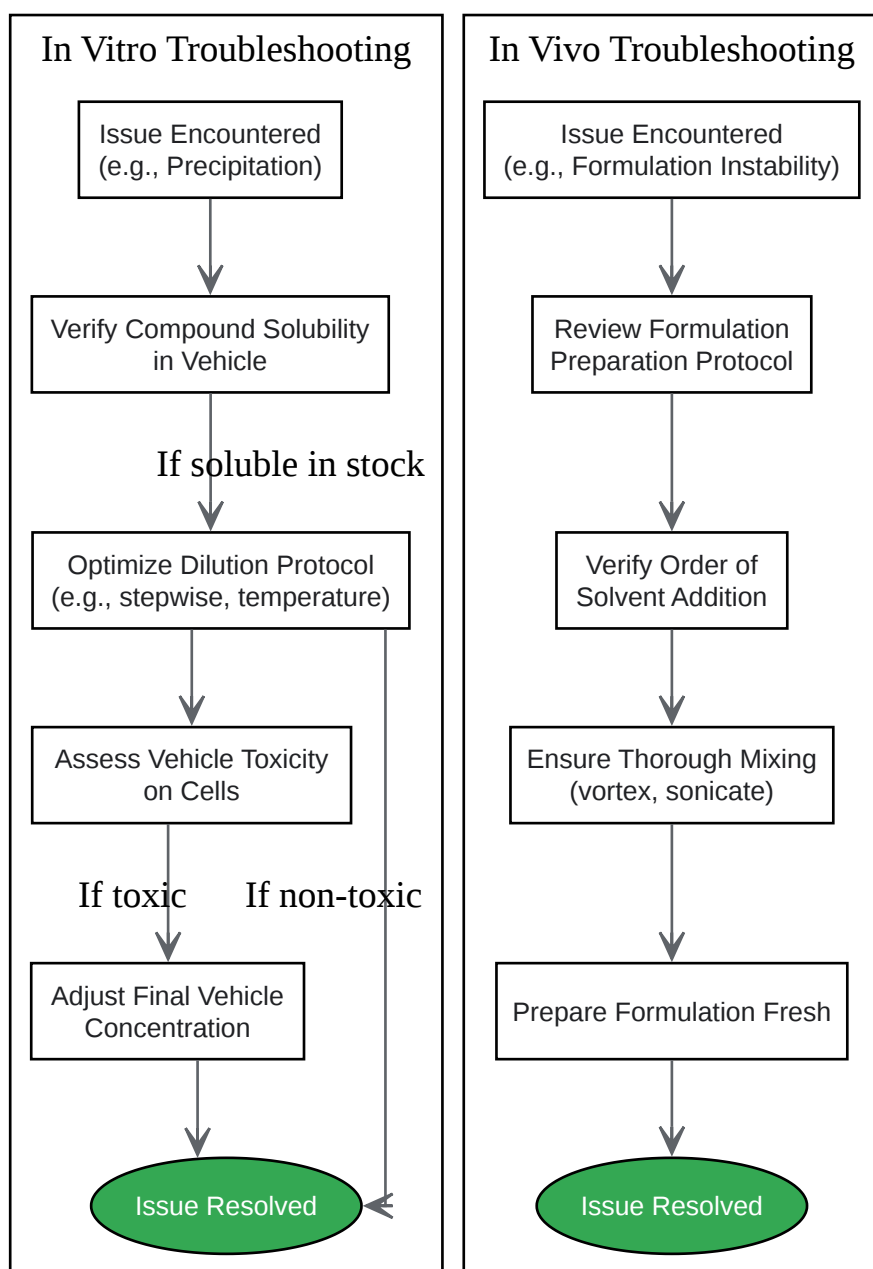 In Vitro Troubleshooting
Issue Encountered
(e.g., Precipitation)
Verify Compound Solubility
in Vehicle
If soluble in stock
Optimize Dilution Protocol
(e.g., stepwise, temperature)
Assess Vehicle Toxicity
on Cells
If toxic
If non-toxic
Adjust Final Vehicle
Concentration
Issue Resolved
In Vivo Troubleshooting
Issue Encountered
(e.g., Formulation Instability)
Review Formulation
Preparation Protocol
Verify Order of
Solvent Addition
Ensure Thorough Mixing
(vortex, sonicate)
Prepare Formulation Fresh
Issue Resolved